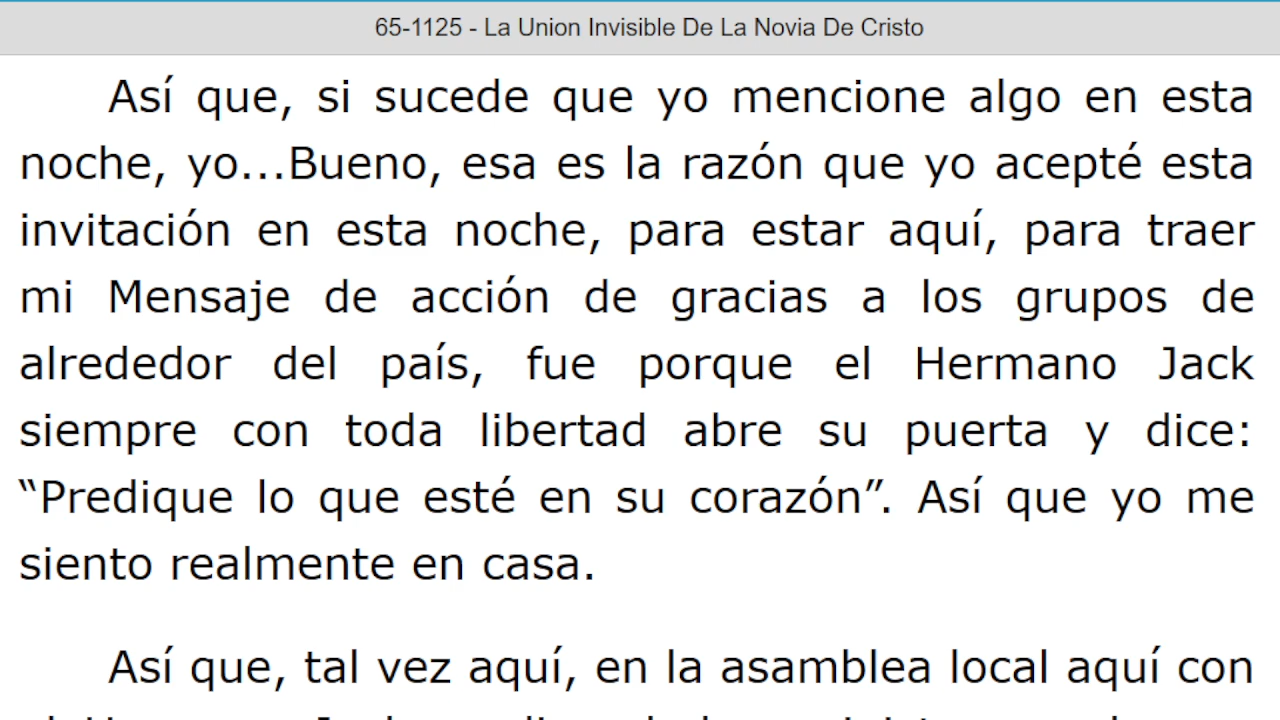 65-1125 - La Union Invisible De La Novia De Cristo
Así que, si sucede que yo mencione algo en esta
noche, yo...Bueno, esa es la razón que yo acepté esta
invitación en esta noche, para estar aquí, para traer
mi Mensaje de acción de gracias a los grupos de
alrededor del país, fue porque el Hermano Jack
siempre con toda libertad abre su puerta y dice:
“Predique lo que esté en su corazón”. Así que yo me
siento realmente en casa.
Así que, tal vez aquí, en la asamblea local aquí con